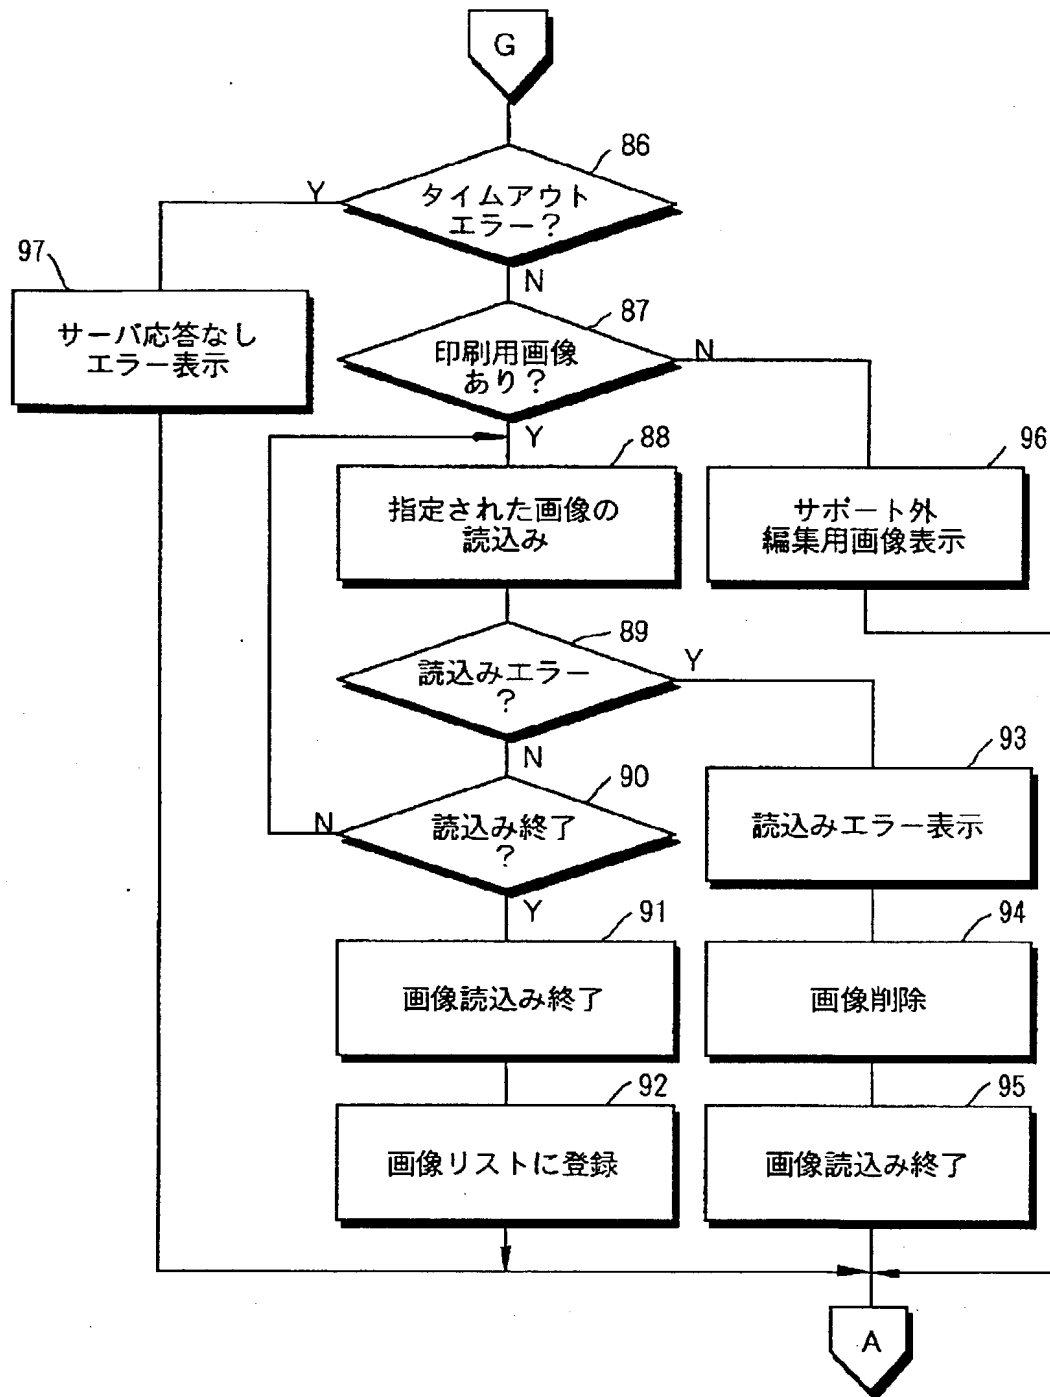 G
86
タイムアウト
エラー?
Y
N
97
サーバ応答なし
エラー表示
87
印刷用画像
あり?
N
Y
88
指定された画像の
読込み
96
サポート外
編集用画像表示
89
読込みエラー
?
Y
N
90
読込み終了
?
N
Y
93
読込みエラー表示
91
画像読込み終了
94
画像削除
92
画像リストに登録
95
画像読込み終了
A